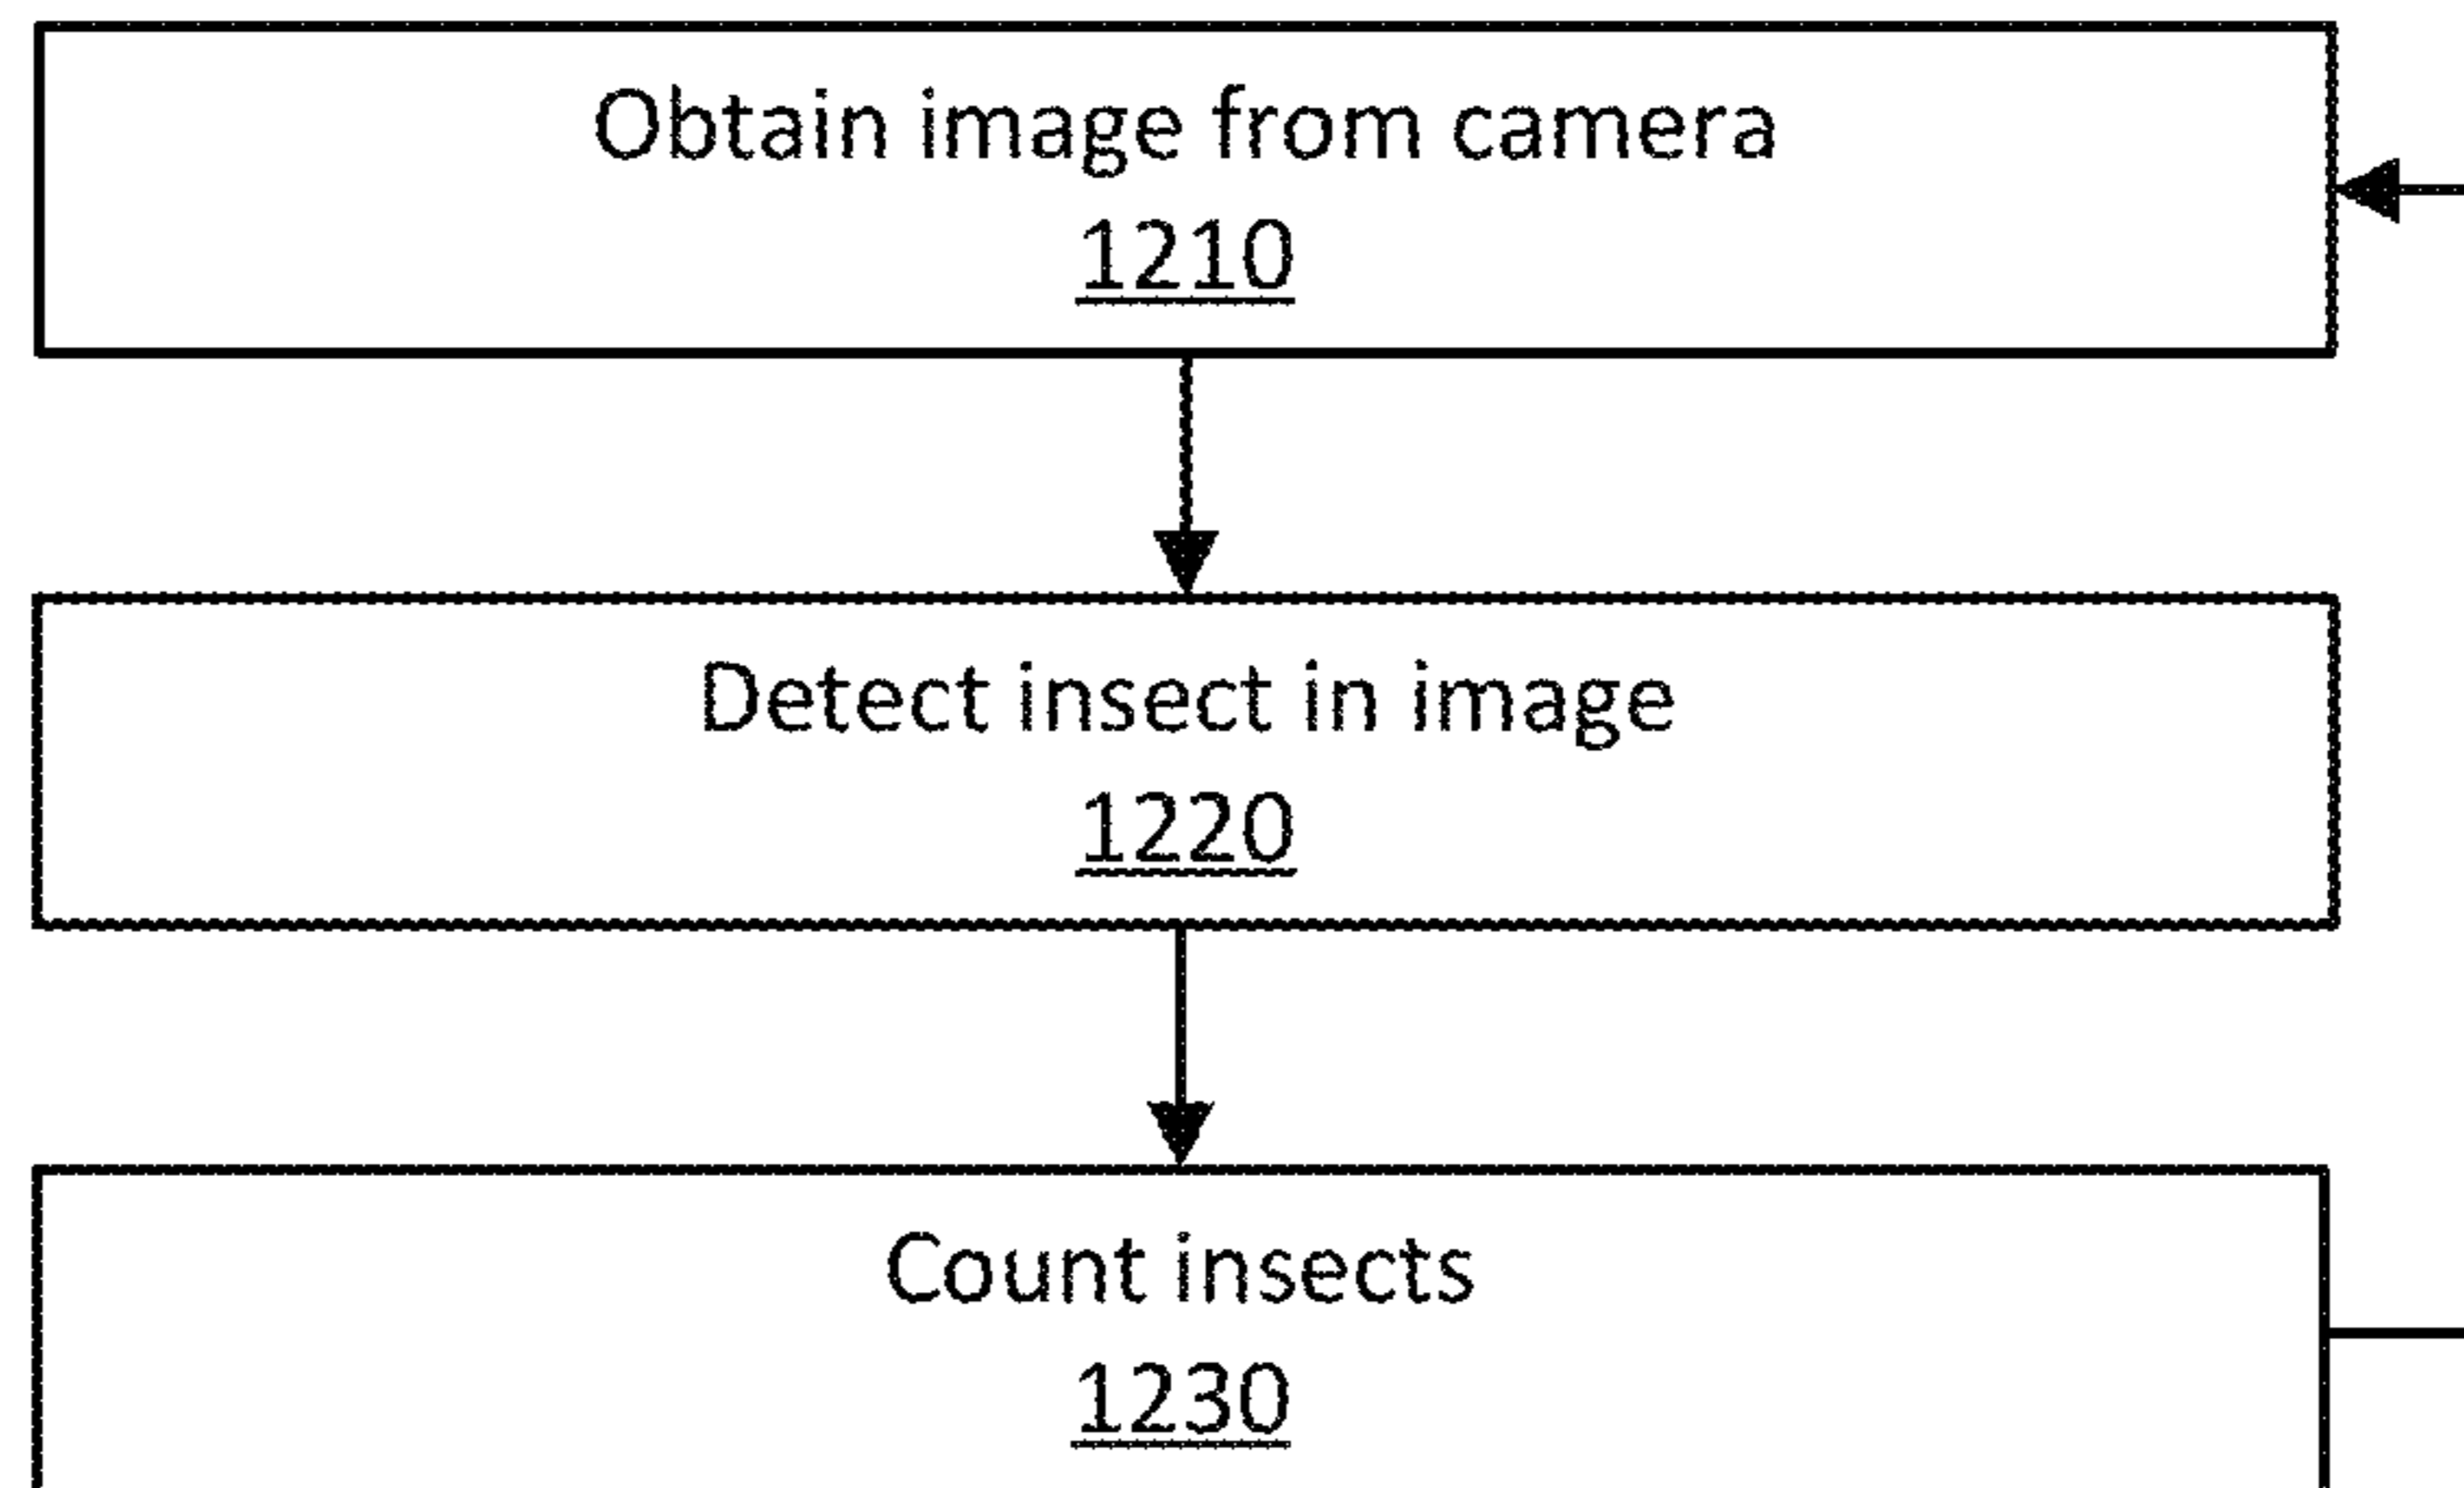 Obtain image from camera
1210
Detect insect in image
1220
Count insects
1230